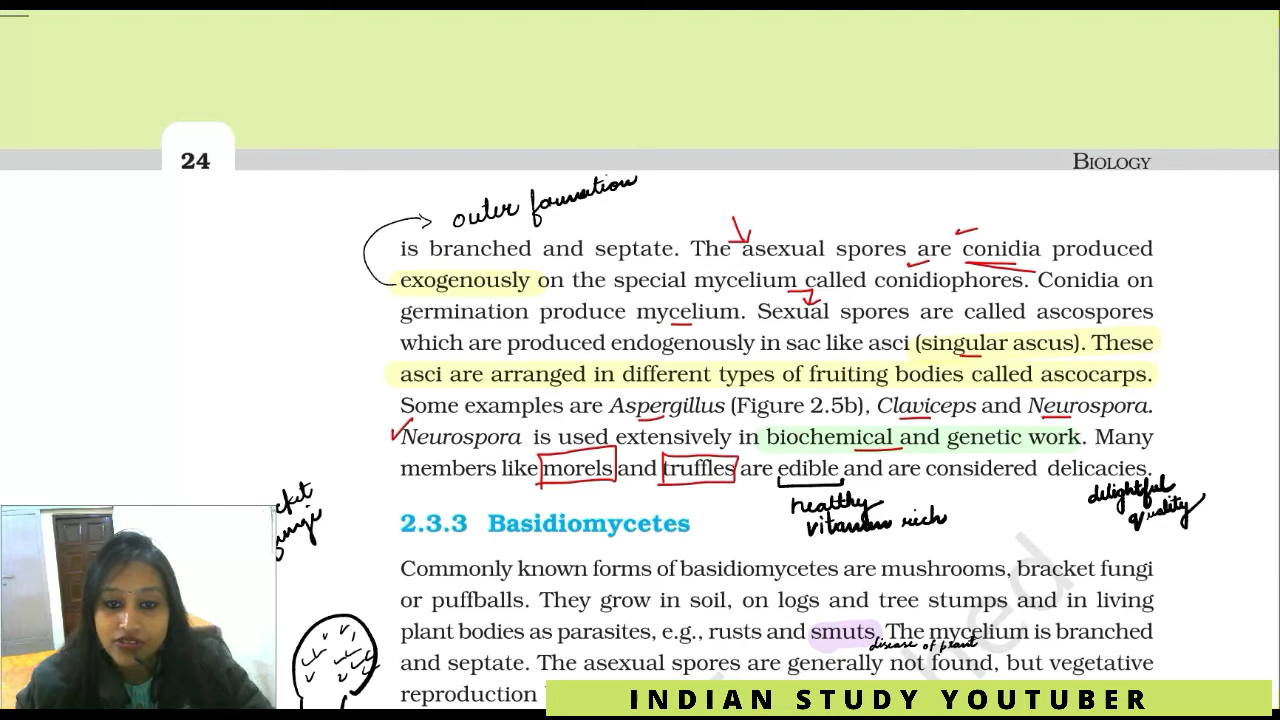 24
BIOLOGY
outer formation
is branched and septate. The asexual spores are conidia produced
exogenously on the special mycelium called conidiophores. Conidia on
germination produce mycelium. Sexual spores are called ascospores
which are produced endogenously in sac like asci (singular ascus). These
asci are arranged in different types of fruiting bodies called ascocarps.
Some examples are Aspergillus (Figure 2.5b), Claviceps and Neurospora.
Neurospora is used extensively in biochemical and genetic work. Many
members like morels and truffles are edible and are considered delicacies.
healthy
vitamin rich
delightful
quality
2.3.3 Basidiomycetes
Commonly known forms of basidiomycetes are mushrooms, bracket fungi
or puffballs. They grow in soil, on logs and tree stumps and in living
plant bodies as parasites, e.g., rusts and smuts. The mycelium is branched
disease of plant
and septate. The asexual spores are generally not found, but vegetative
reproduction
INDIAN STUDY YOUTUBER